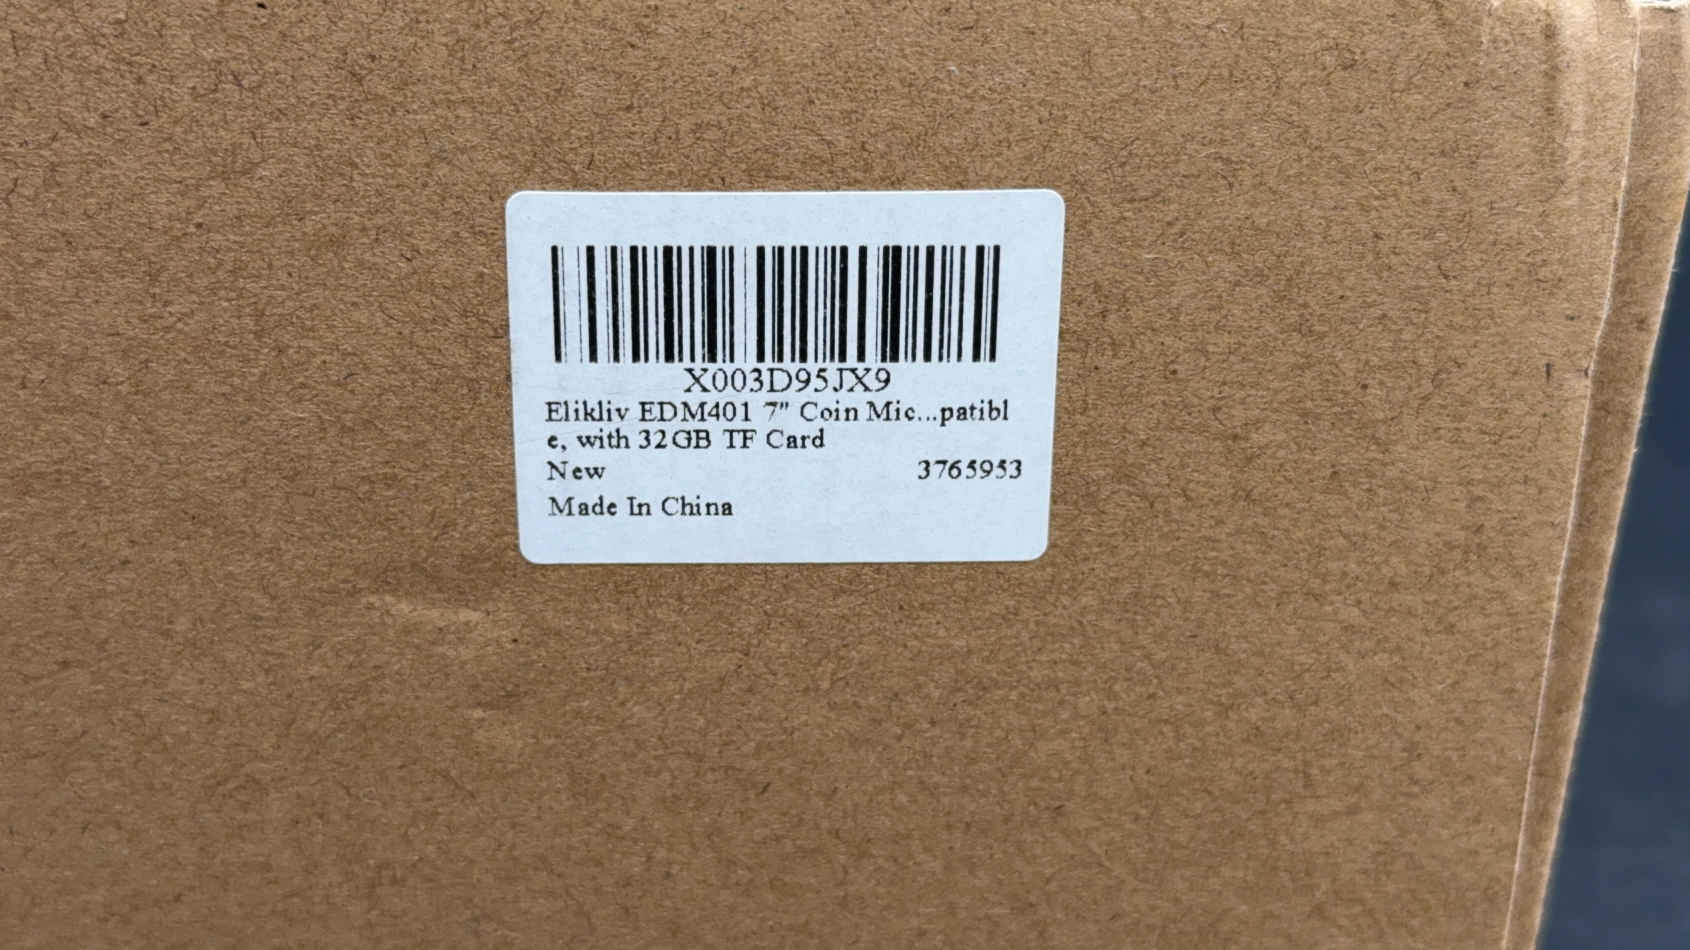 X003D95JX9
Elikliv EDM401 7" Coin Mic...patibl
e, with 32GB TF Card
New 3765953
Made In China